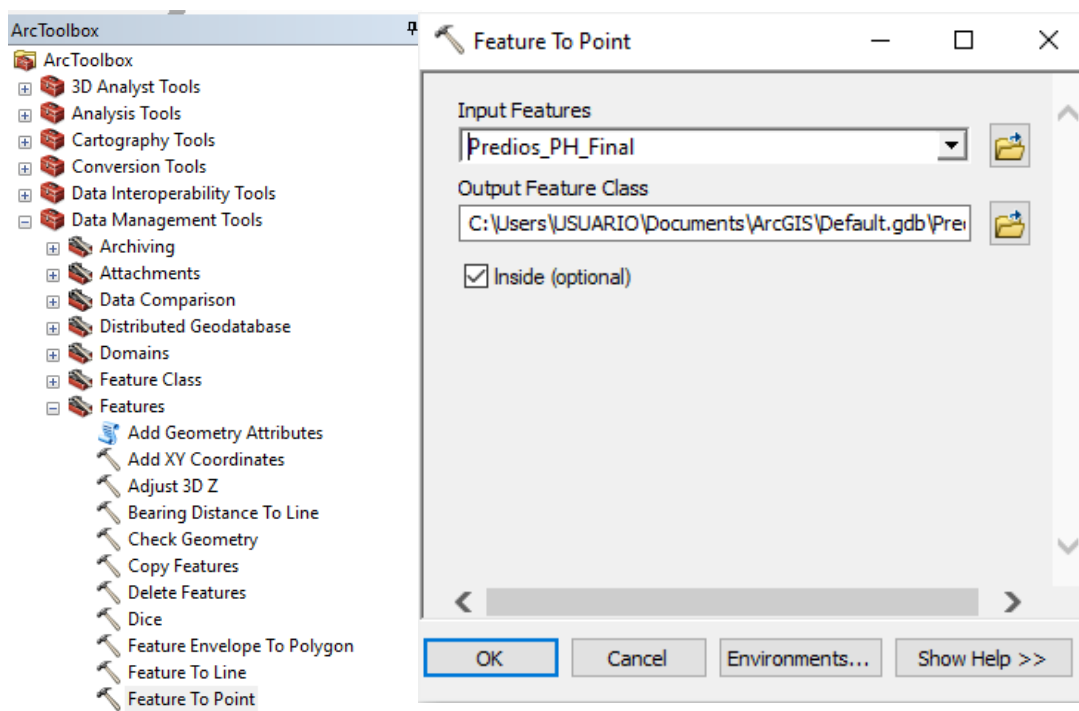 ArcToolbox
ArcToolbox
3D Analyst Tools
Analysis Tools
Cartography Tools
Conversion Tools
Data Interoperability Tools
Data Management Tools
Archiving
Attachments
Data Comparison
Distributed Geodatabase
Domains
Feature Class
Features
Add Geometry Attributes
Add XY Coordinates
Adjust 3D Z
Bearing Distance To Line
Check Geometry
Copy Features
Delete Features
Dice
Feature Envelope To Polygon
Feature To Line
Feature To Point
Feature To Point
Input Features
Predios_PH_Final
Output Feature Class
C:\Users\USUARIO\Documents\ArcGIS\Default.gdb\Pre
Inside (optional)
OK
Cancel
Environments...
Show Help >>